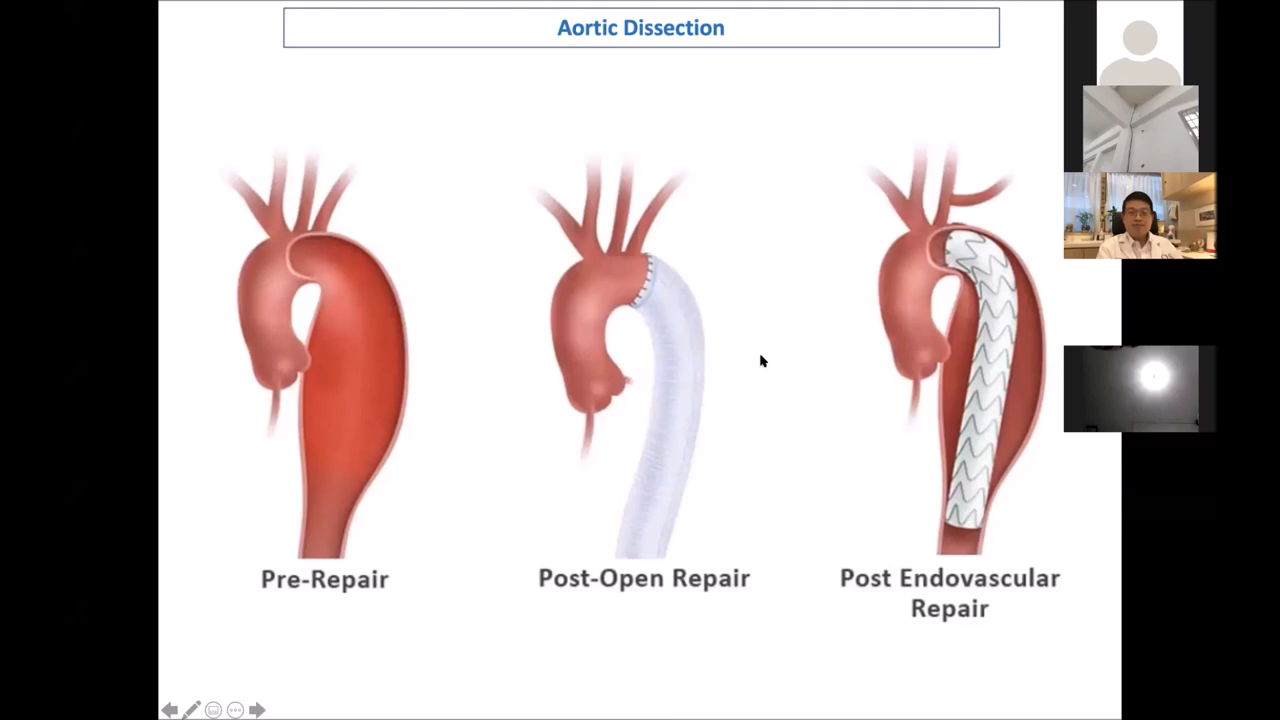 Aortic Dissection
Pre-Repair
Post-Open Repair
Post Endovascular
Repair